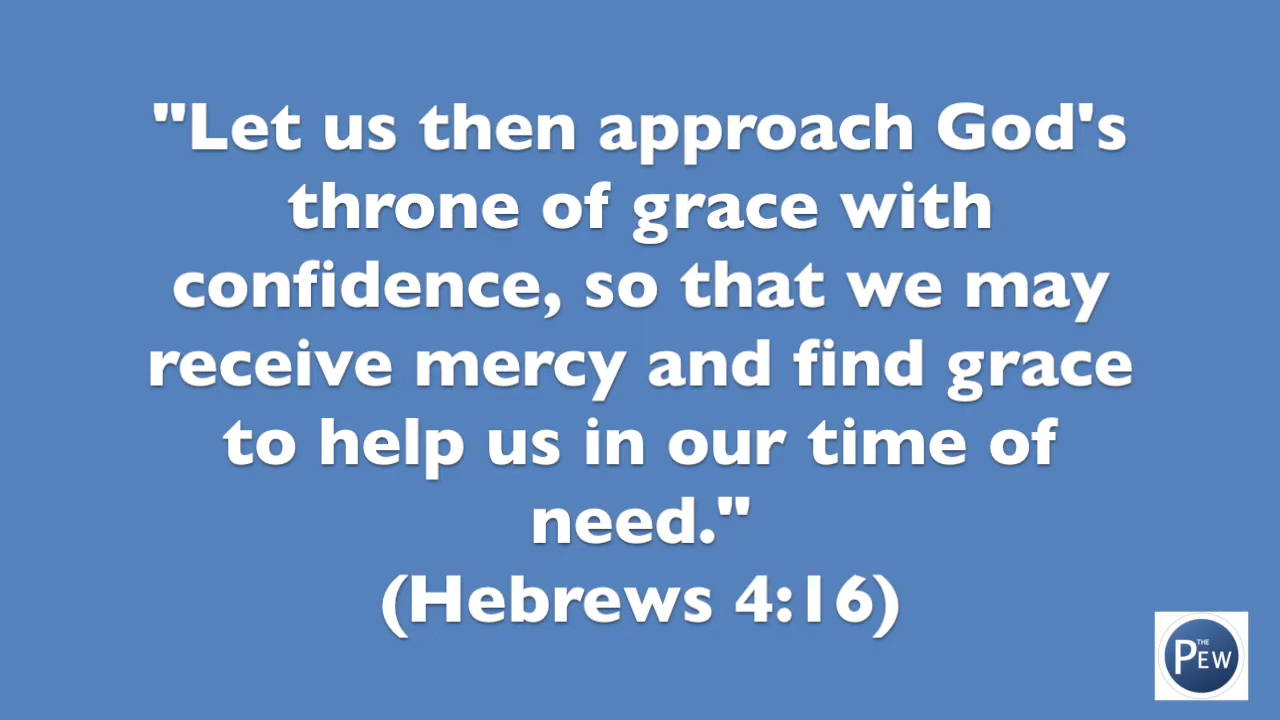 "Let us then approach God's
throne of grace with
confidence, so that we may
receive mercy and find grace
to help us in our time of
need."
(Hebrews 4:16)
THE
PEW